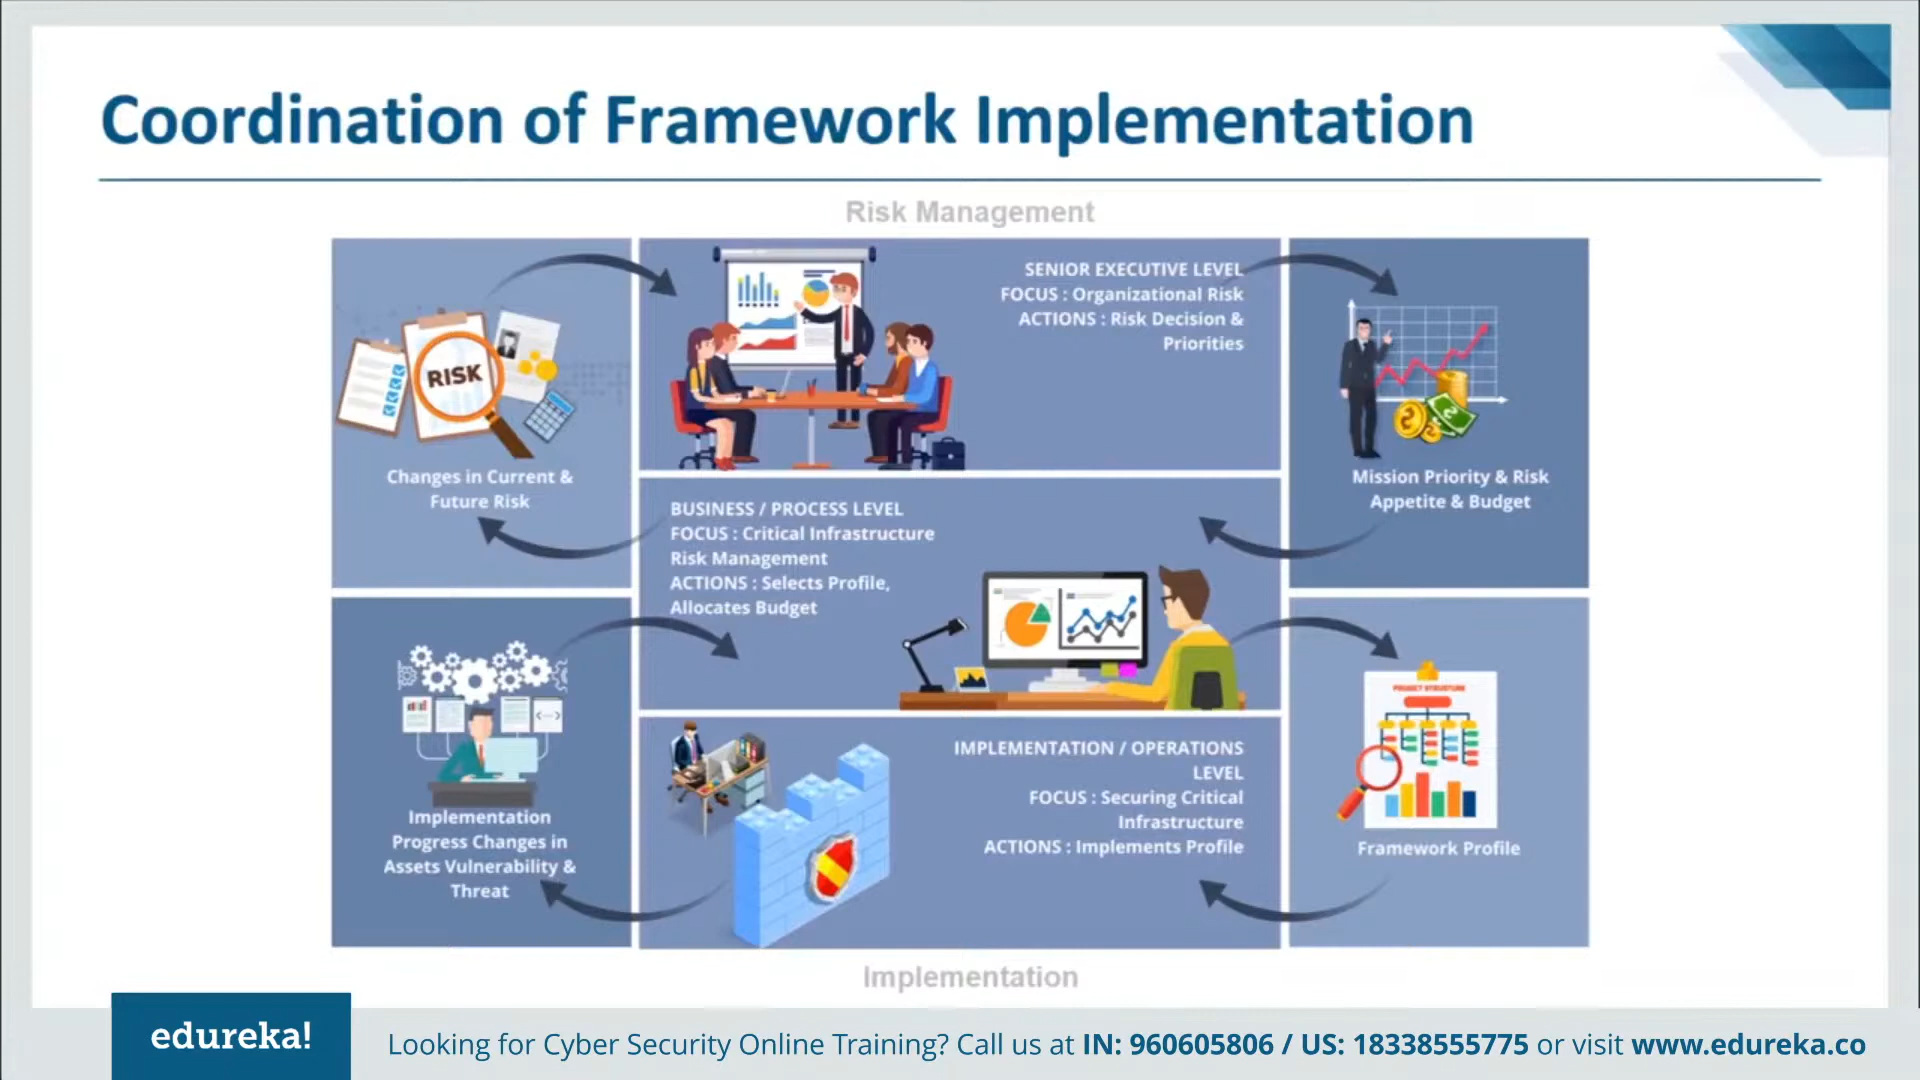 Coordination of Framework Implementation
Risk Management
RISK
Changes in Current &
Future Risk
SENIOR EXECUTIVE LEVEL
FOCUS : Organizational Risk
ACTIONS : Risk Decision &
Priorities
Mission Priority & Risk
Appetite & Budget
BUSINESS / PROCESS LEVEL
FOCUS : Critical Infrastructure
Risk Management
ACTIONS : Selects Profile,
Allocates Budget
Implementation
Progress Changes in
Assets Vulnerability &
Threat
IMPLEMENTATION / OPERATIONS
LEVEL
FOCUS : Securing Critical
Infrastructure
ACTIONS : Implements Profile
PROJECT STRUCTURE
Framework Profile
Implementation
edureka!
Looking for Cyber Security Online Training? Call us at IN: 960605806 / US: 18338555775 or visit www.edureka.co